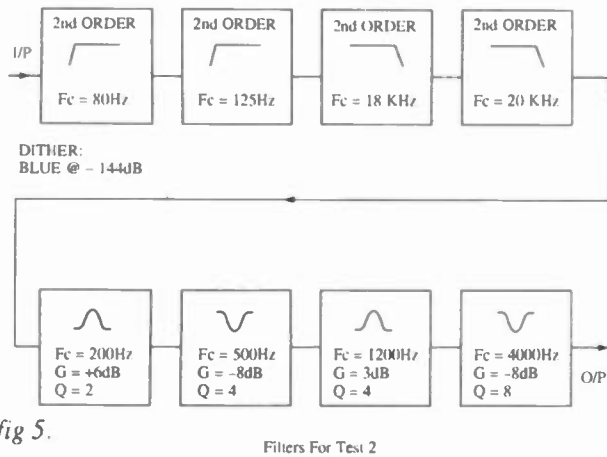 2nd ORDER 2nd ORDER 2nd ORDER 2nd ORDER
I/P
Fc = 80Hz Fc = 125Hz Fc = 18 KHz Fc = 20 KHz
DITHER:
BLUE @ – 144dB
Fc = 200Hz Fc = 500Hz Fc = 1200Hz Fc = 4000Hz
G = +6dB G = –8dB G = 3dB G = –8dB
O/P
Q = 2 Q = 4 Q = 4 Q = 8
fig 5.
Filters For Test 2